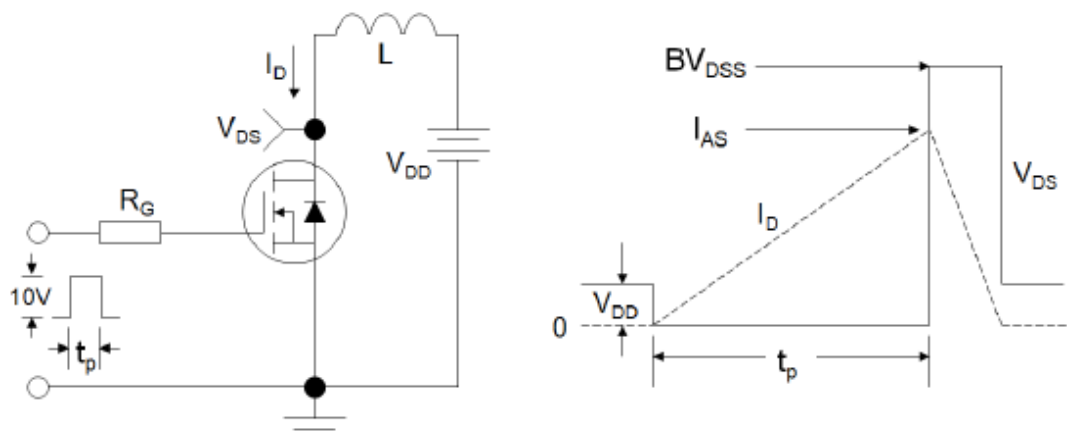 L
I_D
V_DS
V_DD
R_G
10V
t_p
BV_DSS
I_AS
V_DS
I_D
V_DD
0
t_p